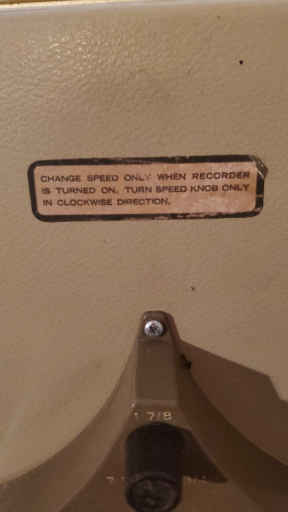 CHANGE SPEED ONLY WHEN RECORDER
IS TURNED ON. TURN SPEED KNOB ONLY
IN CLOCKWISE DIRECTION.
1 7/8